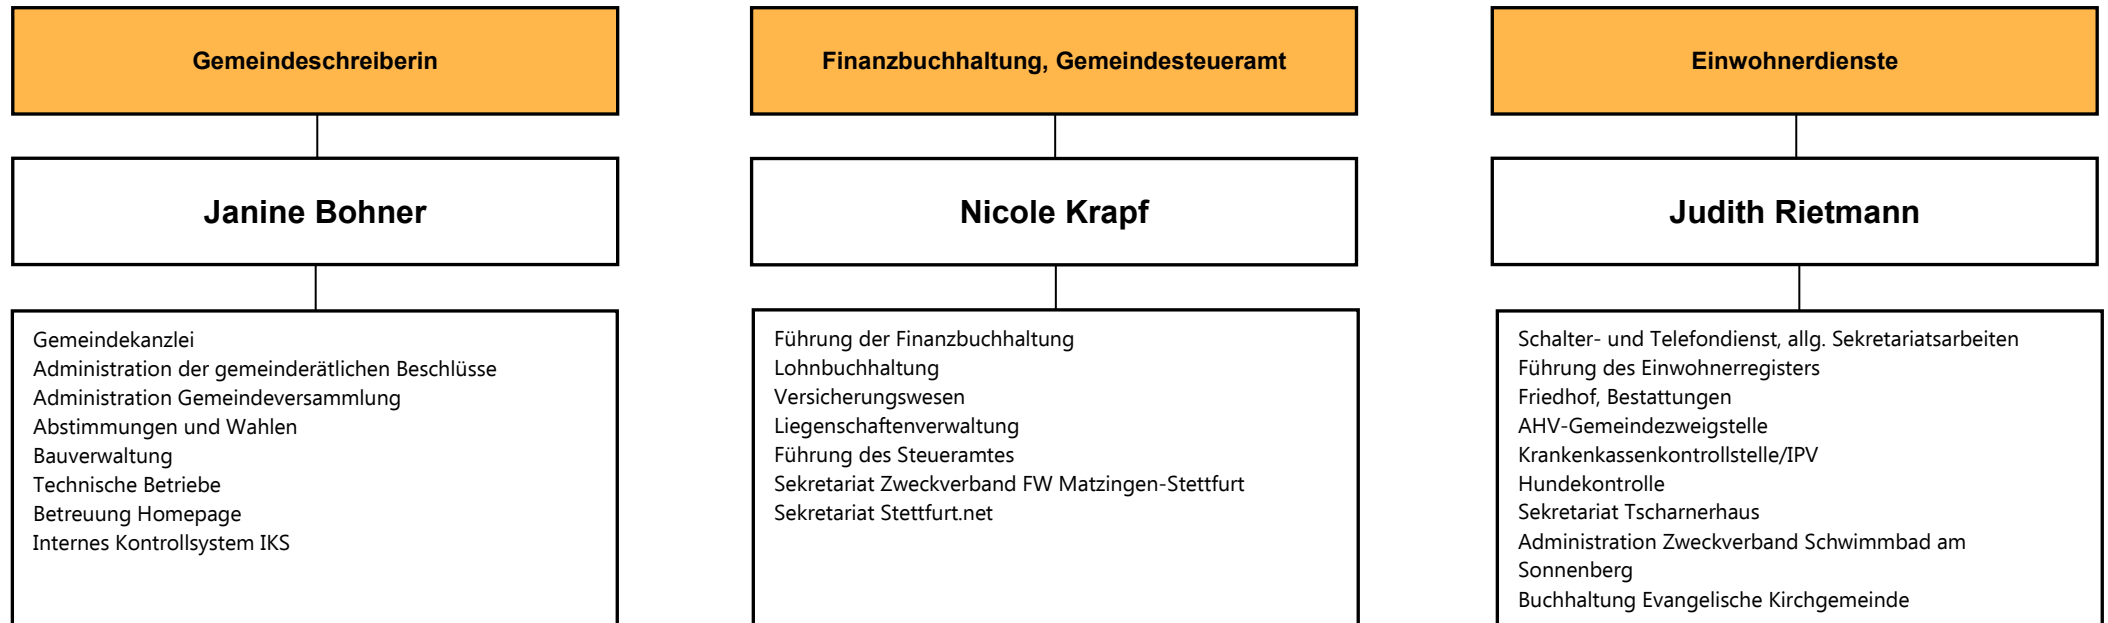 Gemeindeschreiberin
Janine Bohner
Gemeindekanzlei
Administration der gemeinderätlichen Beschlüsse
Administration Gemeindeversammlung
Abstimmungen und Wahlen
Bauverwaltung
Technische Betriebe
Betreuung Homepage
Internes Kontrollsystem IKS
Finanzbuchhaltung, Gemeindesteueramt
Nicole Krapf
Führung der Finanzbuchhaltung
Lohnbuchhaltung
Versicherungswesen
Liegenschaftenverwaltung
Führung des Steueramtes
Sekretariat Zweckverband FW Matzingen-Stettfurt
Sekretariat Stettfurt.net
Einwohnerdienste
Judith Rietmann
Schalter- und Telefondienst, allg. Sekretariatsarbeiten
Führung des Einwohnerregisters
Friedhof, Bestattungen
AHV-Gemeindezweigstelle
Krankenkassenkontrollstelle/IPV
Hundekontrolle
Sekretariat Tscharnerhaus
Administration Zweckverband Schwimmbad am
Sonnenberg
Buchhaltung Evangelische Kirchgemeinde